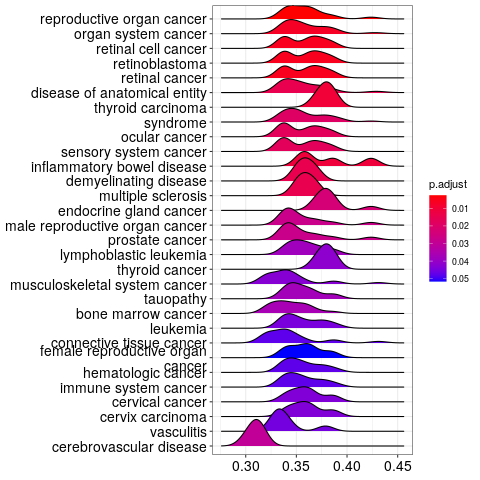 reproductive organ cancer
organ system cancer
retinal cell cancer
retinoblastoma
retinal cancer
disease of anatomical entity
thyroid carcinoma
syndrome
ocular cancer
sensory system cancer
inflammatory bowel disease
demyelinating disease
multiple sclerosis
endocrine gland cancer
male reproductive organ cancer
prostate cancer
lymphoblastic leukemia
thyroid cancer
musculoskeletal system cancer
tauopathy
bone marrow cancer
leukemia
connective tissue cancer
female reproductive organ
cancer
hematologic cancer
immune system cancer
cervical cancer
cervix carcinoma
vasculitis
cerebrovascular disease
0.30 0.35 0.40 0.45
p.adjust
0.01
0.02
0.03
0.04
0.05